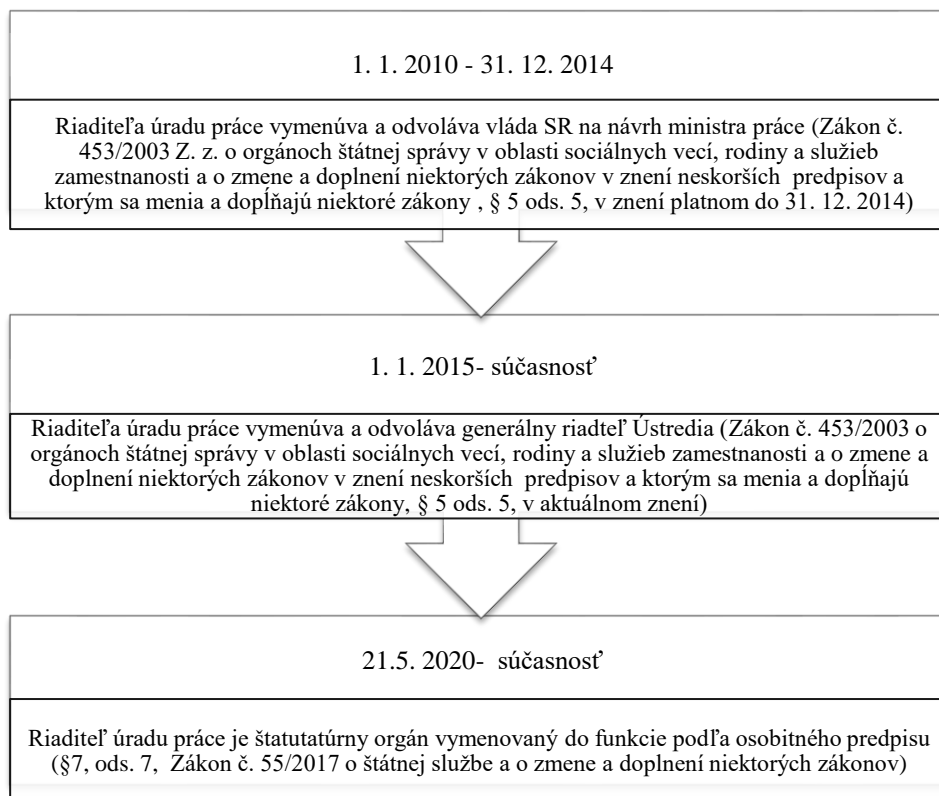 1. 1. 2010 - 31. 12. 2014
Riaditeľa úradu práce vymenúva a odvoláva vláda SR na návrh ministra práce (Zákon č.
453/2003 Z. z. o orgánoch štátnej správy v oblasti sociálnych vecí, rodiny a služieb
zamestnanosti a o zmene a doplnení niektorých zákonov v znení neskorších predpisov a
ktorým sa menia a dopĺňajú niektoré zákony , § 5 ods. 5, v znení platnom do 31. 12. 2014)
1. 1. 2015- súčasnosť
Riaditeľa úradu práce vymenúva a odvoláva generálny riadteľ Ústredia (Zákon č. 453/2003 o
orgánoch štátnej správy v oblasti sociálnych vecí, rodiny a služieb zamestnanosti a o zmene a
doplnení niektorých zákonov v znení neskorších predpisov a ktorým sa menia a dopĺňajú
niektoré zákony, § 5 ods. 5, v aktuálnom znení)
21.5. 2020- súčasnosť
Riaditeľ úradu práce je štatutatúrny orgán vymenovaný do funkcie podľa osobitného predpisu
(§7, ods. 7, Zákon č. 55/2017 o štátnej službe a o zmene a doplnení niektorých zákonov)